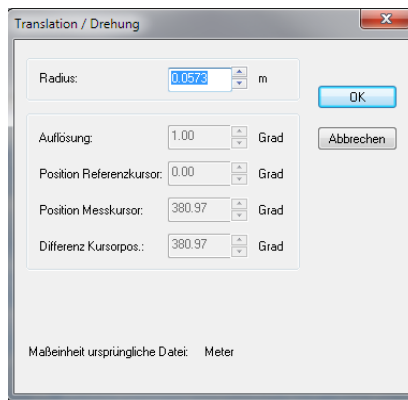 Translation / Drehung
x
Radius: 0.0573 m
OK
Auflösung: 1.00 Grad
Abbrechen
Position Referenzkursor: 0.00 Grad
Position Messkursor: 380.97 Grad
Differenz Kursorpos.: 380.97 Grad
Maßeinheit ursprüngliche Datei: Meter